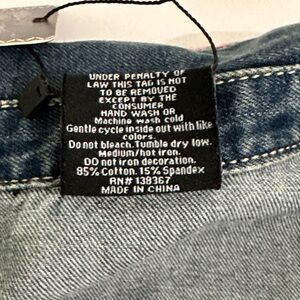 UNDER PENALTY OF
LAW THIS TAG IS NOT
TO BE REMOVED
EXCEPT BY THE
CONSUMER
HAND WASH OR
Machine wash cold
Gentle cycle inside out with like
colors.
Do not bleach.Tumble dry low.
Medium/hot iron.
DO not iron decoration.
85% Cotton. 15% Spandex
RN# 138367
MADE IN CHINA